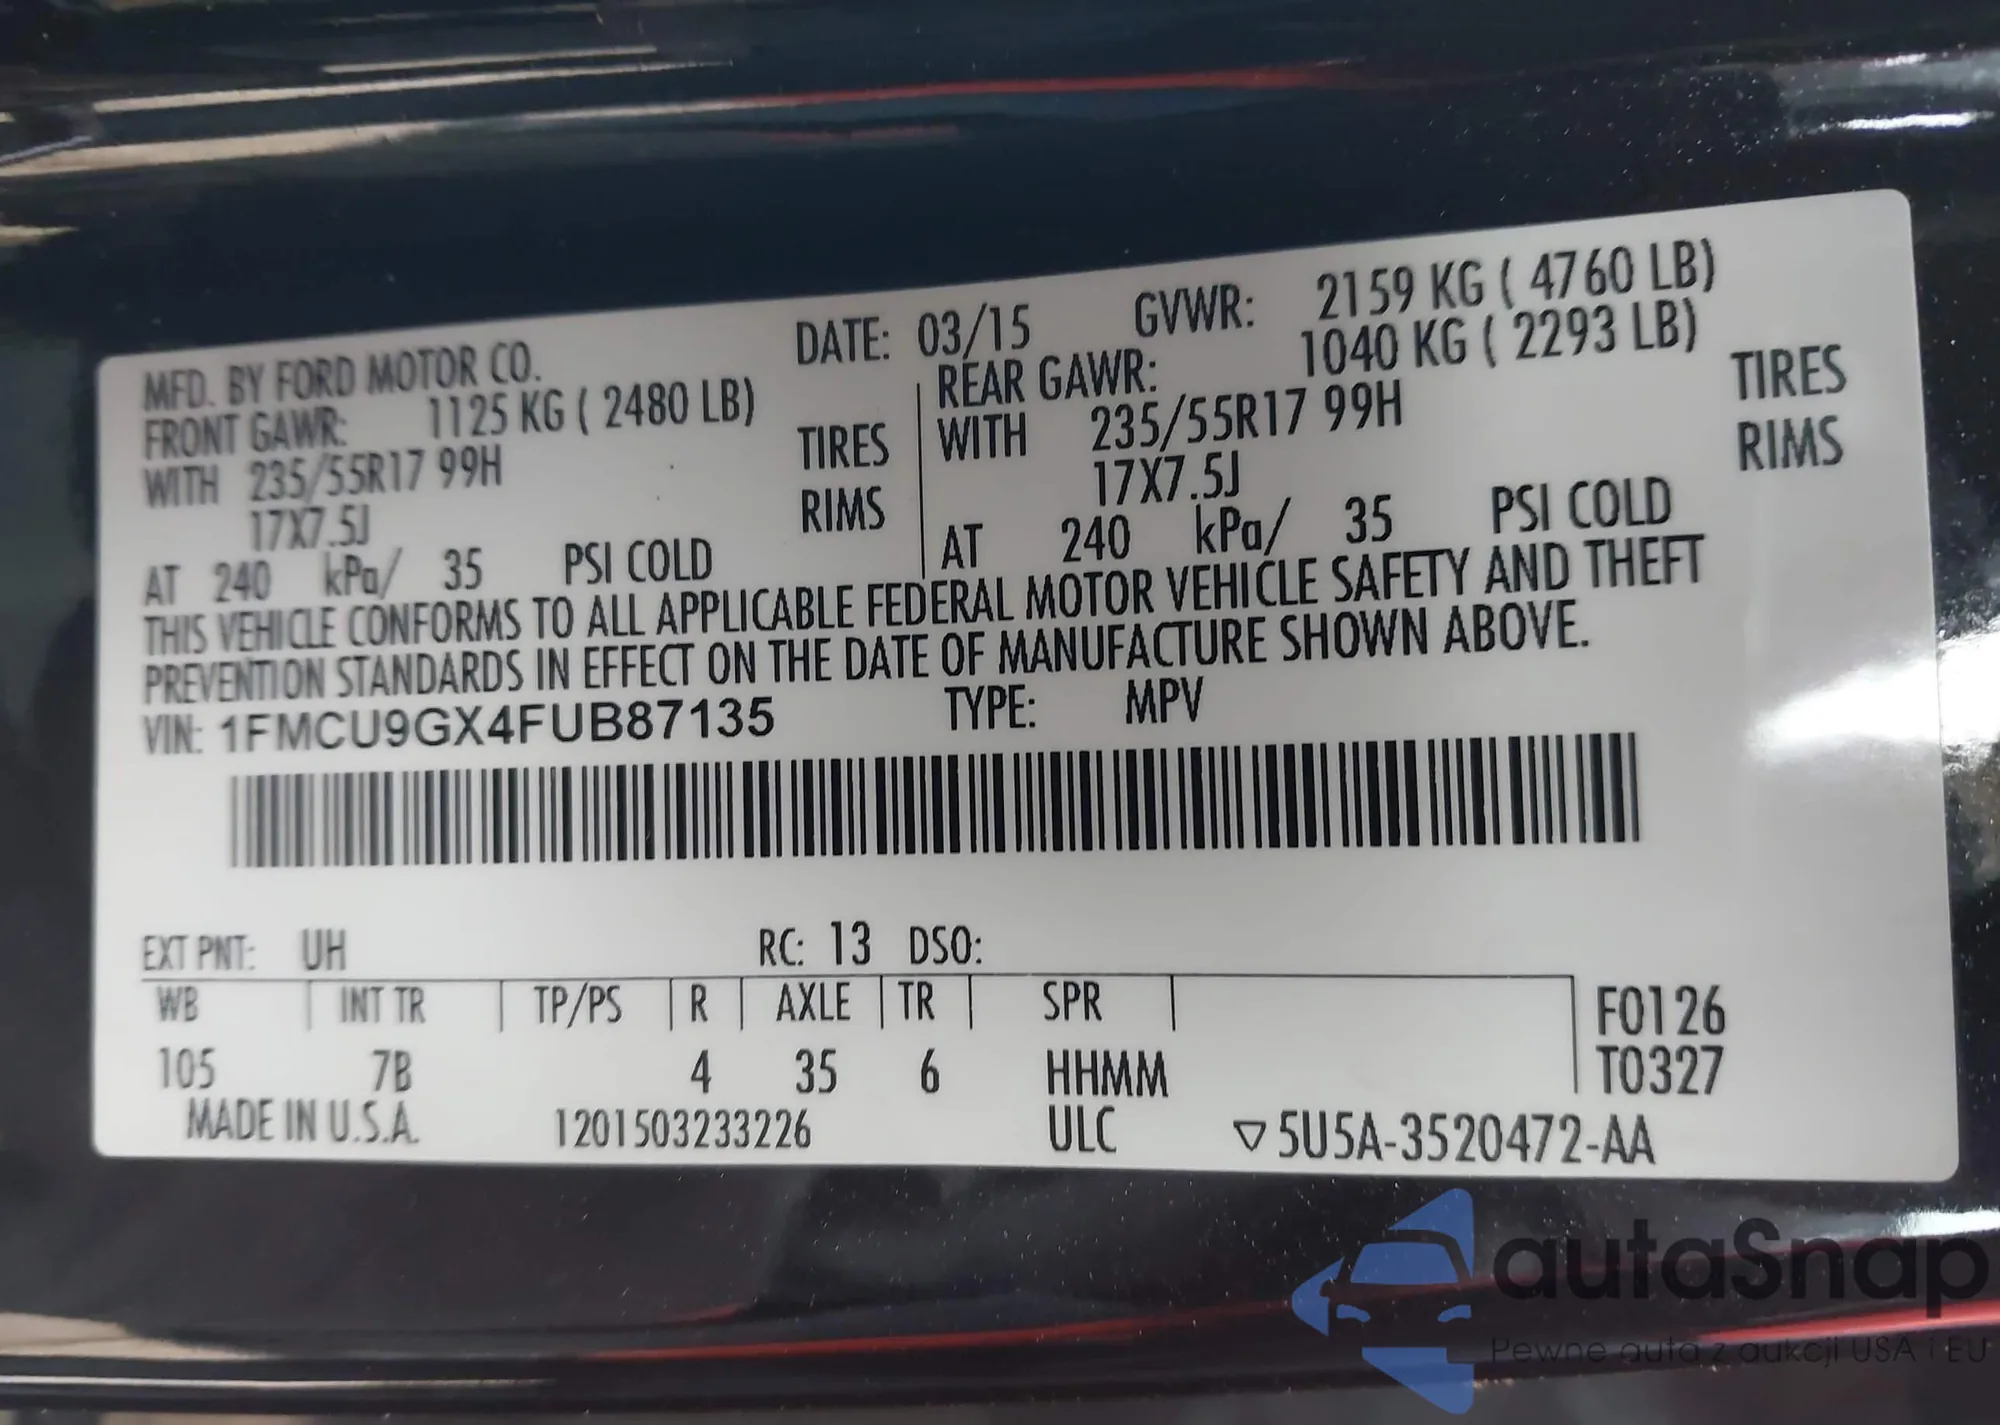 MFD. BY FORD MOTOR CO. DATE: 03/15 GVWR: 2159 KG ( 4760 LB)
FRONT GAWR: 1125 KG ( 2480 LB) REAR GAWR: 1040 KG ( 2293 LB)
WITH 235/55R17 99H TIRES WITH 235/55R17 99H TIRES
17X7.5J RIMS 17X7.5J RIMS
AT 240 kPa/ 35 PSI COLD AT 240 kPa/ 35 PSI COLD
THIS VEHICLE CONFORMS TO ALL APPLICABLE FEDERAL MOTOR VEHICLE SAFETY AND THEFT
PREVENTION STANDARDS IN EFFECT ON THE DATE OF MANUFACTURE SHOWN ABOVE.
VIN: 1FMCU9GX4FUB87135 TYPE: MPV
EXT PNT: UH RC: 13 DSO:
WB INT TR TP/PS R AXLE TR SPR F0126
105 7B 4 35 6 HHMM T0327
MADE IN U.S.A. 1201503233226 ULC ▽5U5A-3520472-AA
autaSnap
Pewne auta z aukcji USA i EU